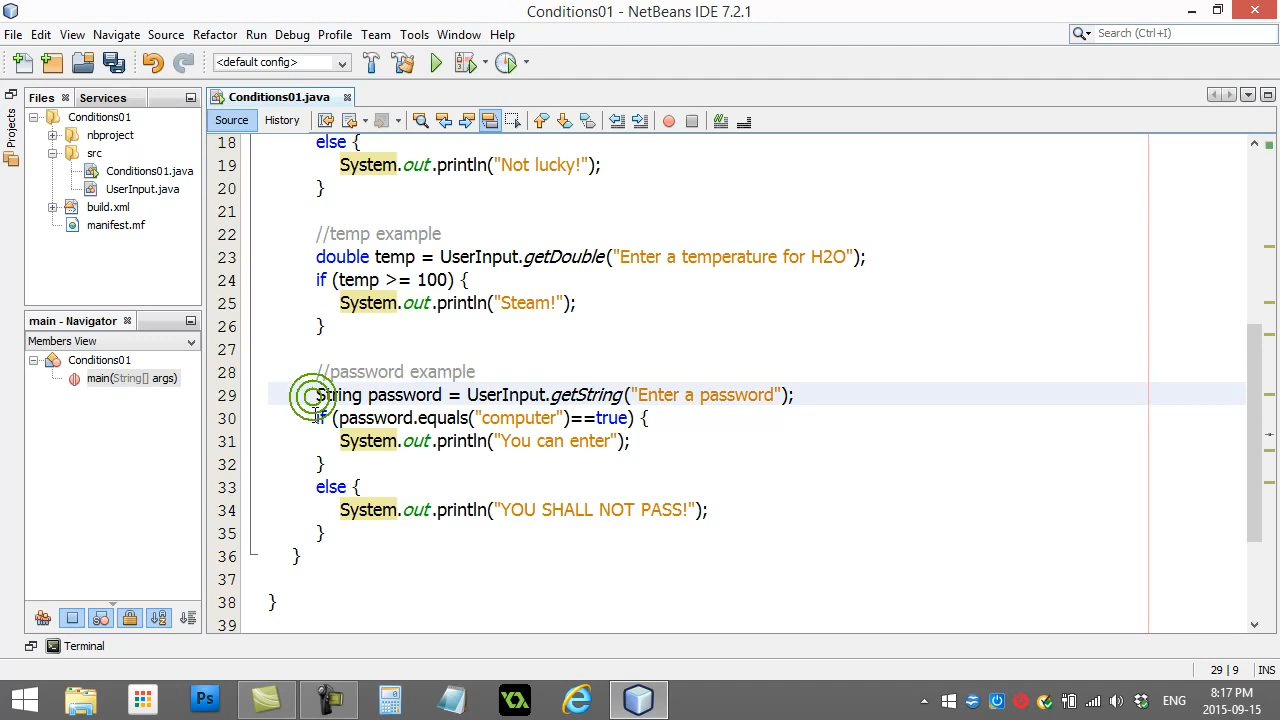 Conditions01 - NetBeans IDE 7.2.1
File Edit View Navigate Source Refactor Run Debug Profile Team Tools Window Help
Search (Ctrl+I)
<default config>
Projects
Files Services
Conditions01
nbproject
src
Conditions01.java
UserInput.java
build.xml
manifest.mf
main - Navigator
Members View
Conditions01
main(String[] args)
Conditions01.java
Source History
18 else {
19 System.out.println("Not lucky!");
20 }
21
22 //temp example
23 double temp = UserInput.getDouble("Enter a temperature for H2O");
24 if (temp >= 100) {
25 System.out.println("Steam!");
26 }
27
28 //password example
29 String password = UserInput.getString("Enter a password");
30 if (password.equals("computer")==true) {
31 System.out.println("You can enter");
32 }
33 else {
34 System.out.println("YOU SHALL NOT PASS!");
35 }
36 }
37
38 }
39
Terminal
29 | 9 INS
Ps
ENG
8:17 PM
2015-09-15